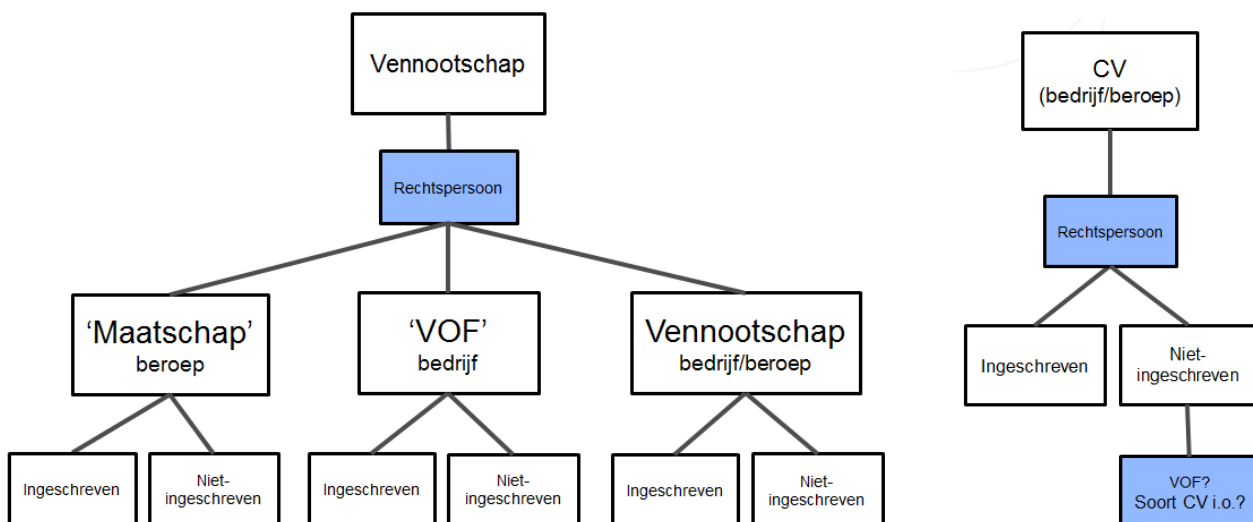 Vennootschap
Rechtspersoon
'Maatschap'
beroep
'VOF'
bedrijf
Vennootschap
bedrijf/beroep
Ingeschreven
Niet-
ingeschreven
Ingeschreven
Niet-
ingeschreven
Ingeschreven
Niet-
ingeschreven
CV
(bedrijf/beroep)
Rechtspersoon
Ingeschreven
Niet-
ingeschreven
VOF?
Soort CV i.o.?